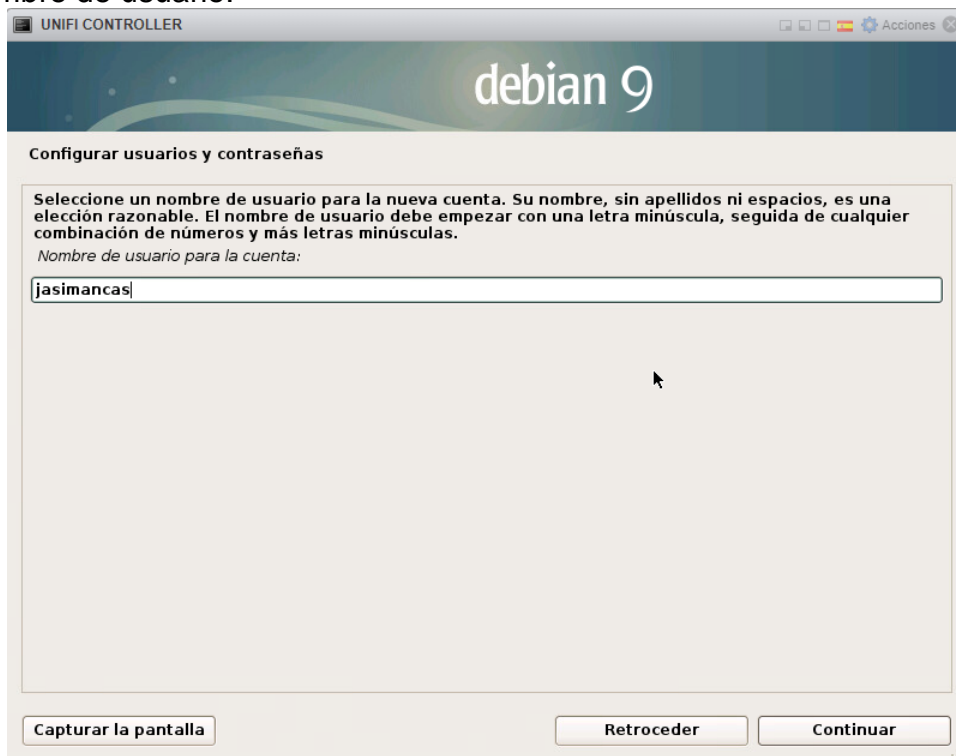 nombre de usuario.
UNIFI CONTROLLER
Acciones
debian 9
Configurar usuarios y contraseñas
Seleccione un nombre de usuario para la nueva cuenta. Su nombre, sin apellidos ni espacios, es una
elección razonable. El nombre de usuario debe empezar con una letra minúscula, seguida de cualquier
combinación de números y más letras minúsculas.
Nombre de usuario para la cuenta:
jasimancas
Capturar la pantalla
Retroceder
Continuar